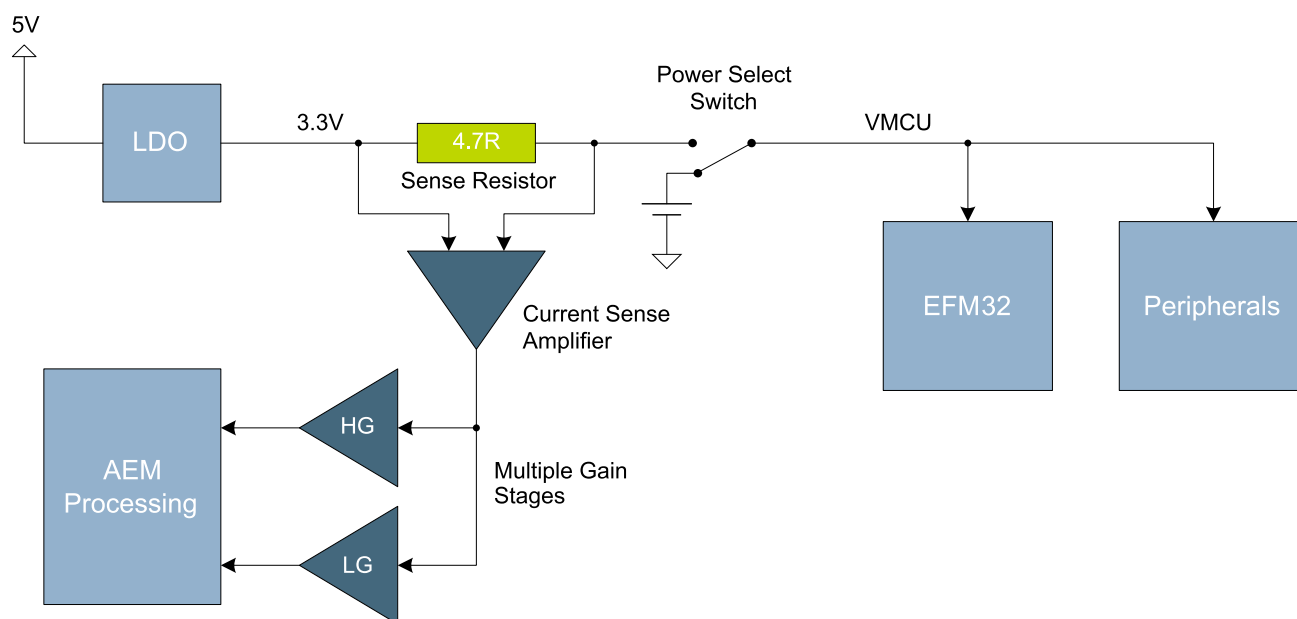 5V
LDO
3.3V
4.7R
Sense Resistor
Power Select
Switch
VMCU
EFM32
Peripherals
Current Sense
Amplifier
HG
AEM
Processing
Multiple Gain
Stages
LG